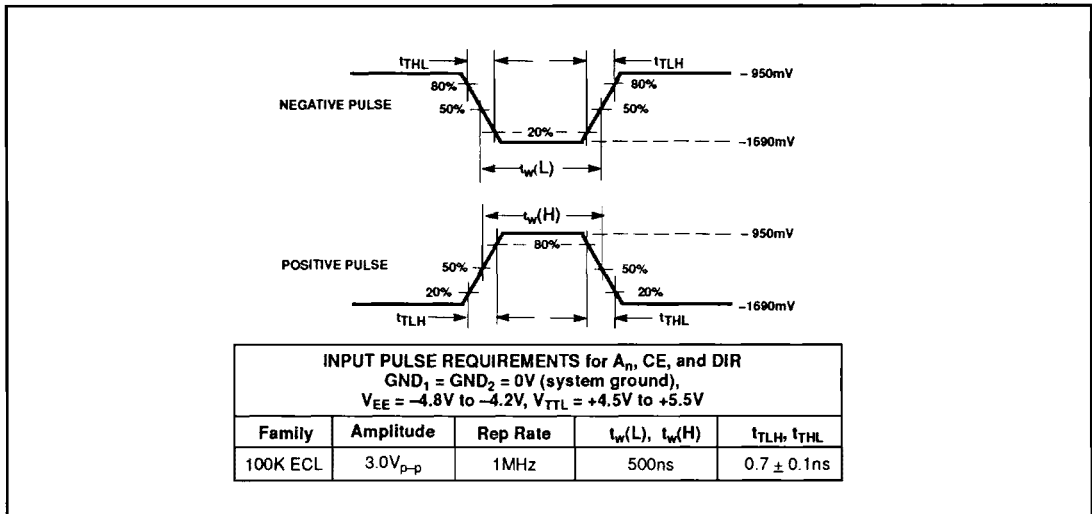 tTHL tTLH
-950mV
80% 80%
NEGATIVE PULSE 50% 50%
20%
-1690mV
tw(L)
tw(H)
-950mV
80%
POSITIVE PULSE 50% 50%
20% 20%
-1690mV
tTLH tTHL
INPUT PULSE REQUIREMENTS for An, CE, and DIR
GND1 = GND2 = 0V (system ground),
VEE = –4.8V to –4.2V, VTTL = +4.5V to +5.5V
Family Amplitude Rep Rate tw(L), tw(H) tTLH, tTHL
100K ECL 3.0Vp–p 1MHz 500ns 0.7 ± 0.1ns